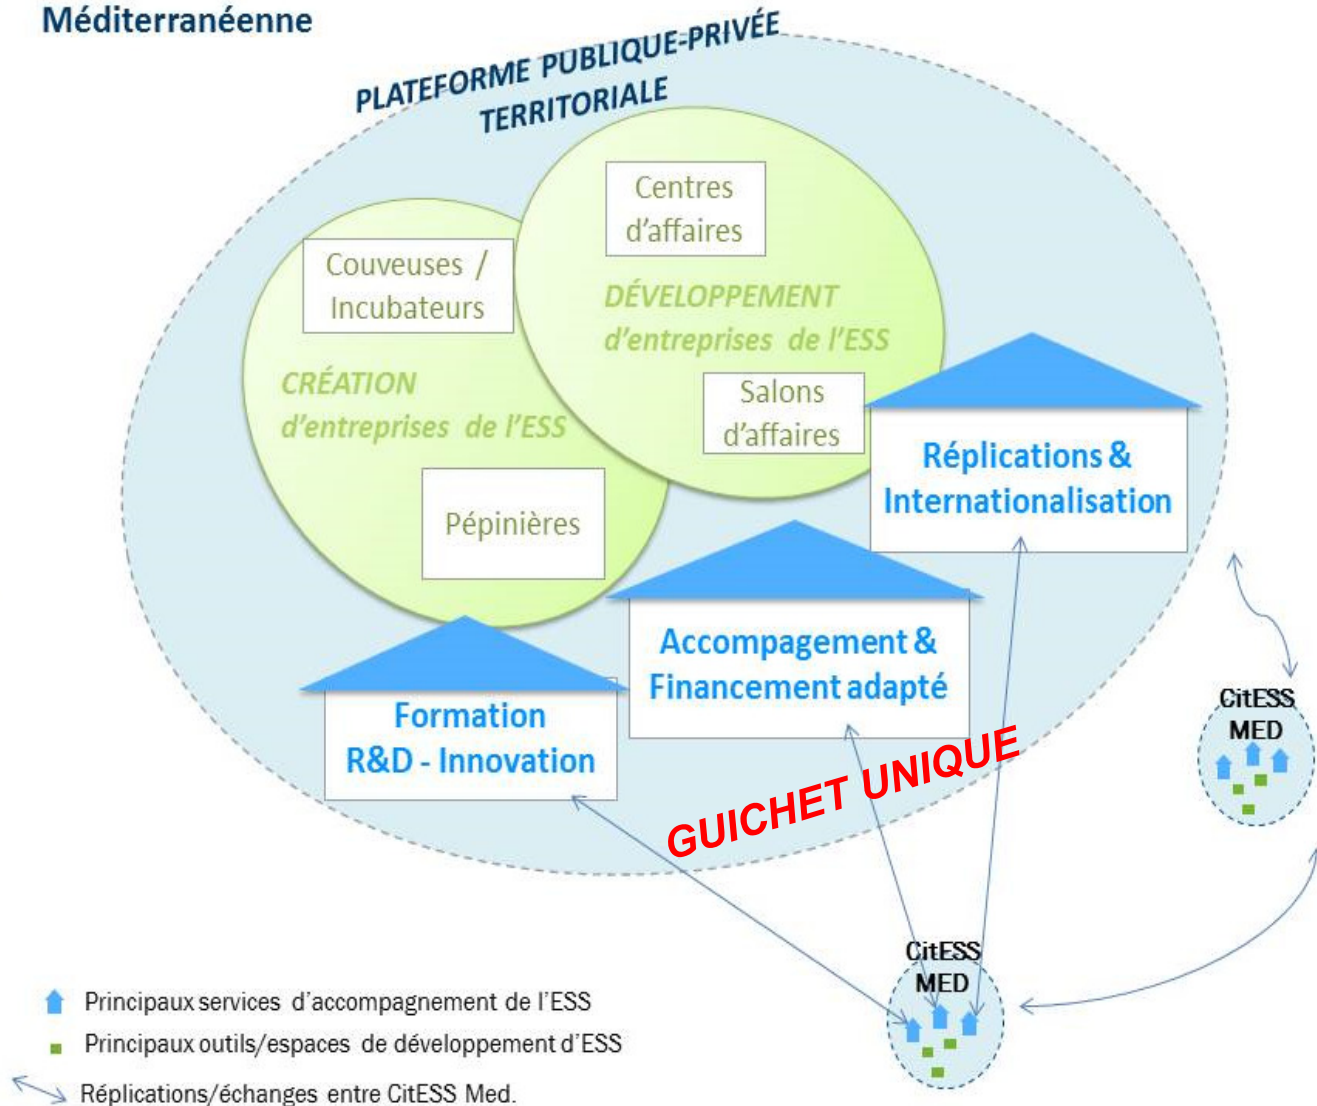 Méditerranéenne
PLATEFORME PUBLIQUE-PRIVÉE
TERRITORIALE
Centres
d'affaires
Couveuses /
Incubateurs
DÉVELOPPEMENT
d'entreprises de l'ESS
CRÉATION
d'entreprises de l'ESS
Salons
d'affaires
Pépinières
Réplications &
Internationalisation
Accompagement &
Financement adapté
Formation
R&D - Innovation
GUICHET UNIQUE
CitESS
MED
CitESS
MED
Principaux services d'accompagnement de l'ESS
Principaux outils/espaces de développement d'ESS
Réplications/échanges entre CitESS Med.